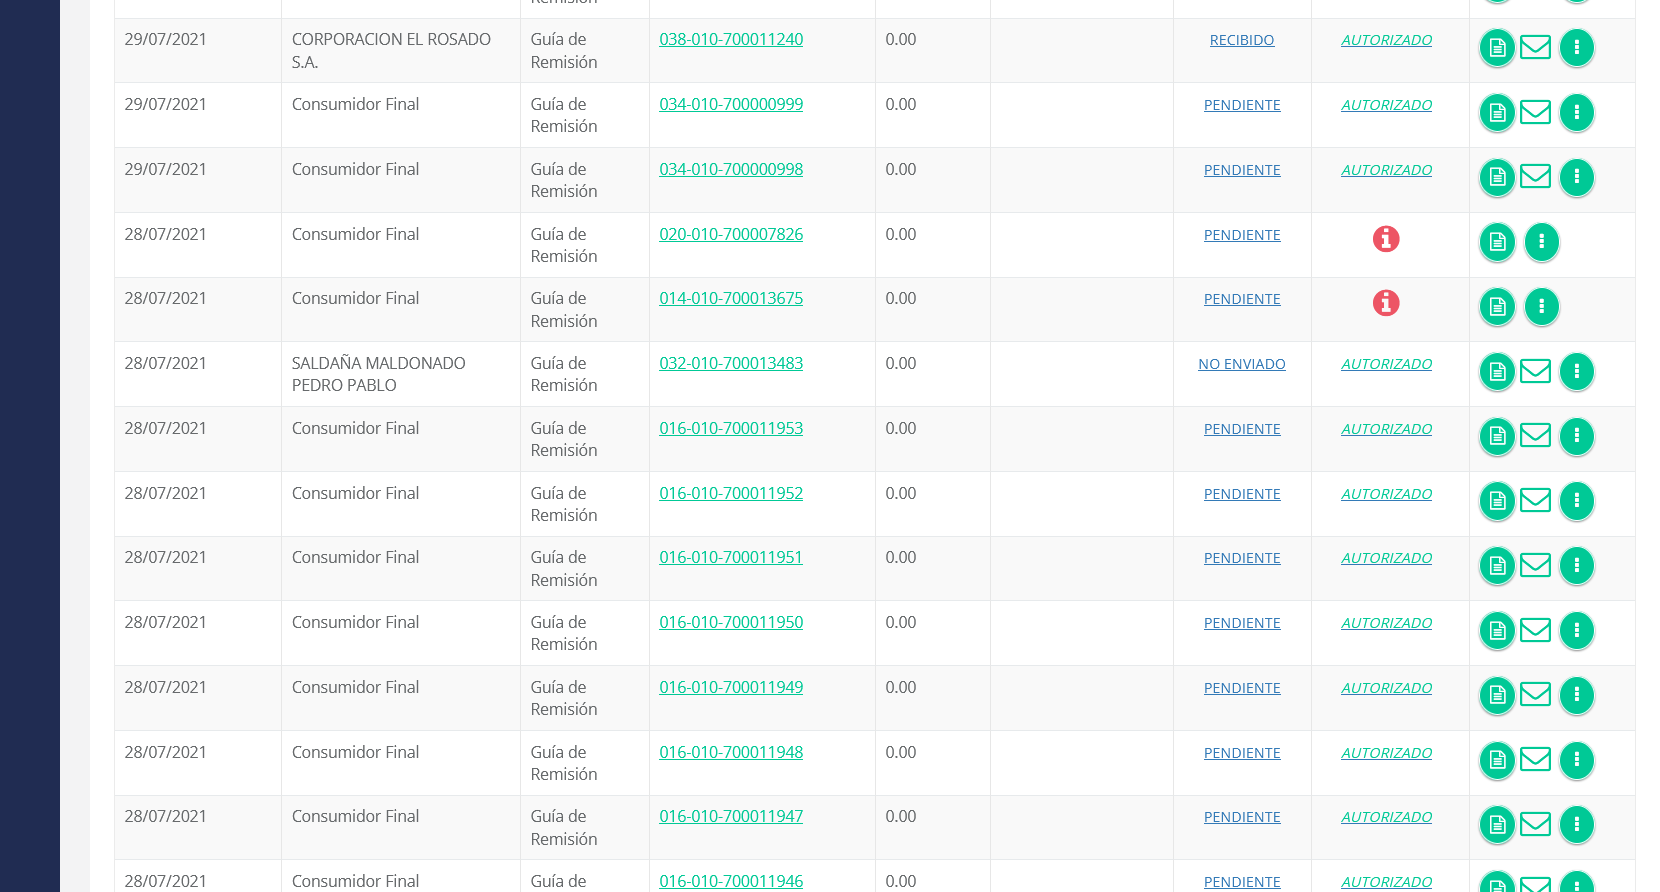 Remisión
29/07/2021 CORPORACION EL ROSADO Guía de 038-010-700011240 0.00 RECIBIDO AUTORIZADO
S.A. Remisión
29/07/2021 Consumidor Final Guía de 034-010-700000999 0.00 PENDIENTE AUTORIZADO
Remisión
29/07/2021 Consumidor Final Guía de 034-010-700000998 0.00 PENDIENTE AUTORIZADO
Remisión
28/07/2021 Consumidor Final Guía de 020-010-700007826 0.00 PENDIENTE
Remisión
28/07/2021 Consumidor Final Guía de 014-010-700013675 0.00 PENDIENTE
Remisión
28/07/2021 SALDAÑA MALDONADO Guía de 032-010-700013483 0.00 NO ENVIADO AUTORIZADO
PEDRO PABLO Remisión
28/07/2021 Consumidor Final Guía de 016-010-700011953 0.00 PENDIENTE AUTORIZADO
Remisión
28/07/2021 Consumidor Final Guía de 016-010-700011952 0.00 PENDIENTE AUTORIZADO
Remisión
28/07/2021 Consumidor Final Guía de 016-010-700011951 0.00 PENDIENTE AUTORIZADO
Remisión
28/07/2021 Consumidor Final Guía de 016-010-700011950 0.00 PENDIENTE AUTORIZADO
Remisión
28/07/2021 Consumidor Final Guía de 016-010-700011949 0.00 PENDIENTE AUTORIZADO
Remisión
28/07/2021 Consumidor Final Guía de 016-010-700011948 0.00 PENDIENTE AUTORIZADO
Remisión
28/07/2021 Consumidor Final Guía de 016-010-700011947 0.00 PENDIENTE AUTORIZADO
Remisión
28/07/2021 Consumidor Final Guía de 016-010-700011946 0.00 PENDIENTE AUTORIZADO